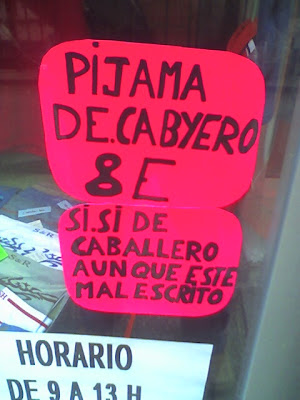 PIJAMA
DE.CABYERO
8 E
SI.SI DE
CABALLERO
AUNQUE ESTE
MAL ESCRITO
HORARIO
DE 9 A 13 H